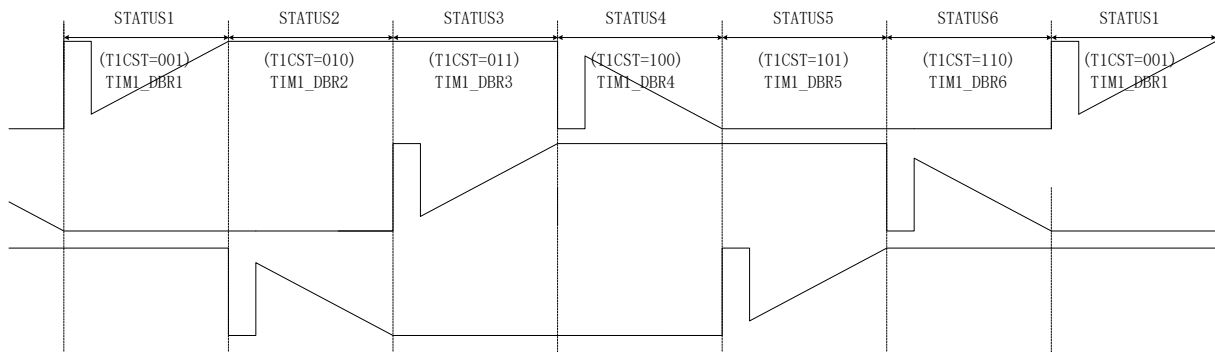 STATUS1 STATUS2 STATUS3 STATUS4 STATUS5 STATUS6 STATUS1
(T1CST=001) (T1CST=010) (T1CST=011) (T1CST=100) (T1CST=101) (T1CST=110) (T1CST=001)
TIM1_DBR1 TIM1_DBR2 TIM1_DBR3 TIM1_DBR4 TIM1_DBR5 TIM1_DBR6 TIM1_DBR1